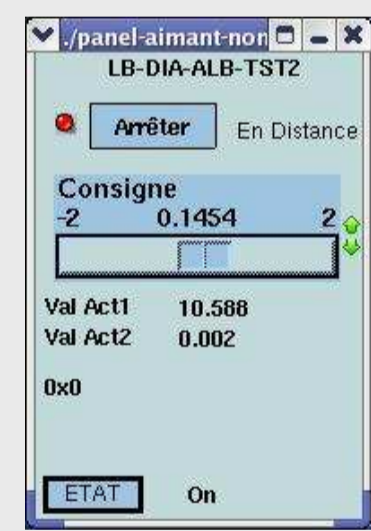 ./panel-aimant-nor
LB-DIA-ALB-TST2
Arrêter En Distance
Consigne
-2 0.1454 2
Val Act1 10.588
Val Act2 0.002
0x0
ETAT On